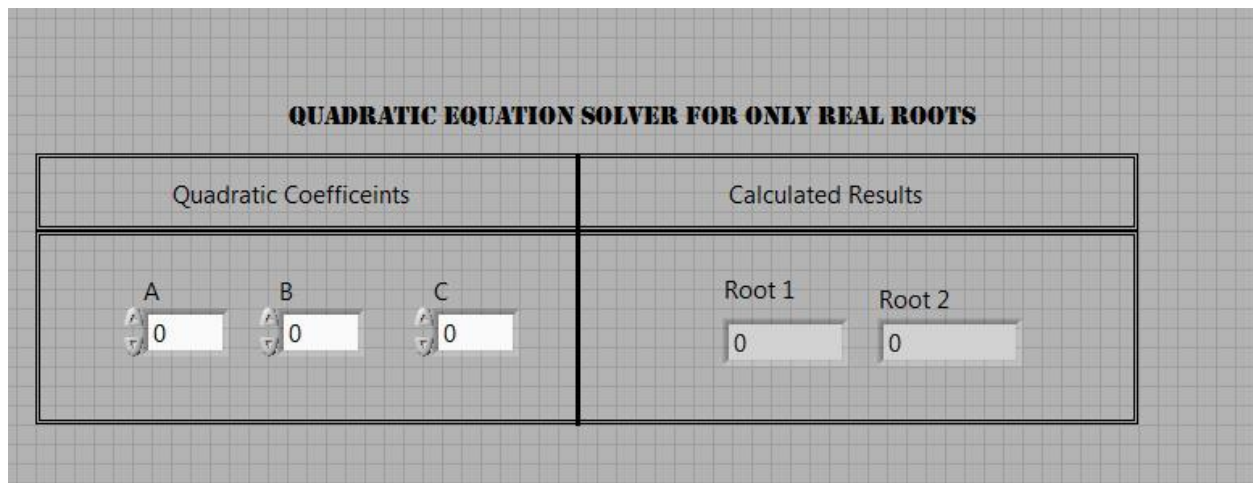 QUADRATIC EQUATION SOLVER FOR ONLY REAL ROOTS
Quadratic Coefficeints
Calculated Results
A B C
0 0 0
Root 1 Root 2
0 0